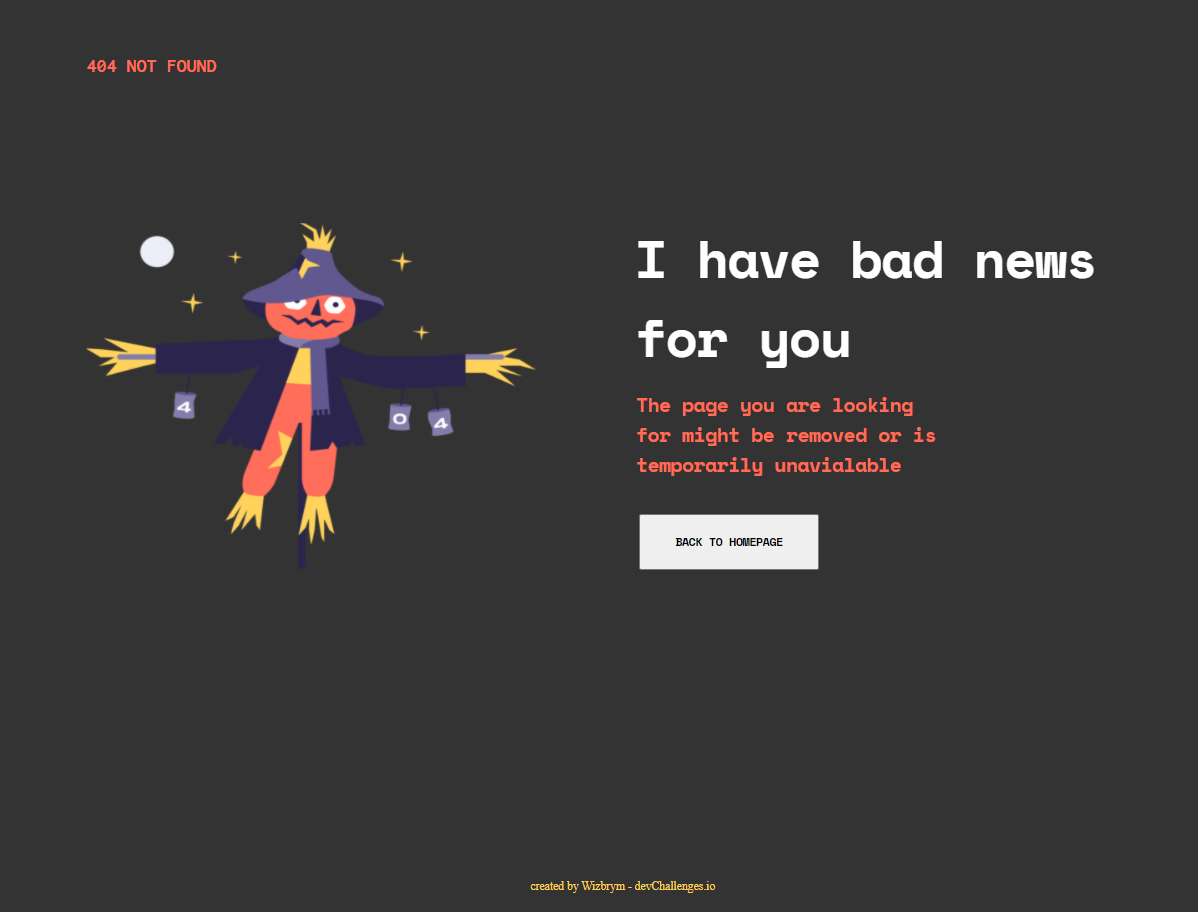 404 NOT FOUND
4
0
4
I have bad news
for you
The page you are looking
for might be removed or is
temporarily unavialable
BACK TO HOMEPAGE
created by Wizbrym - devChallenges.io